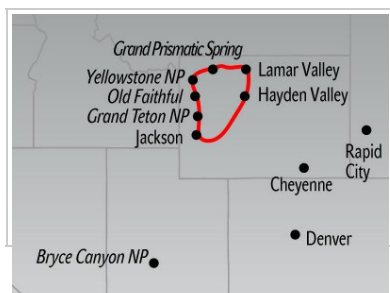 Grand Prismatic Spring
Yellowstone NP
Lamar Valley
Old Faithful
Hayden Valley
Grand Teton NP
Jackson
Rapid
City
Cheyenne
Denver
Bryce Canyon NP